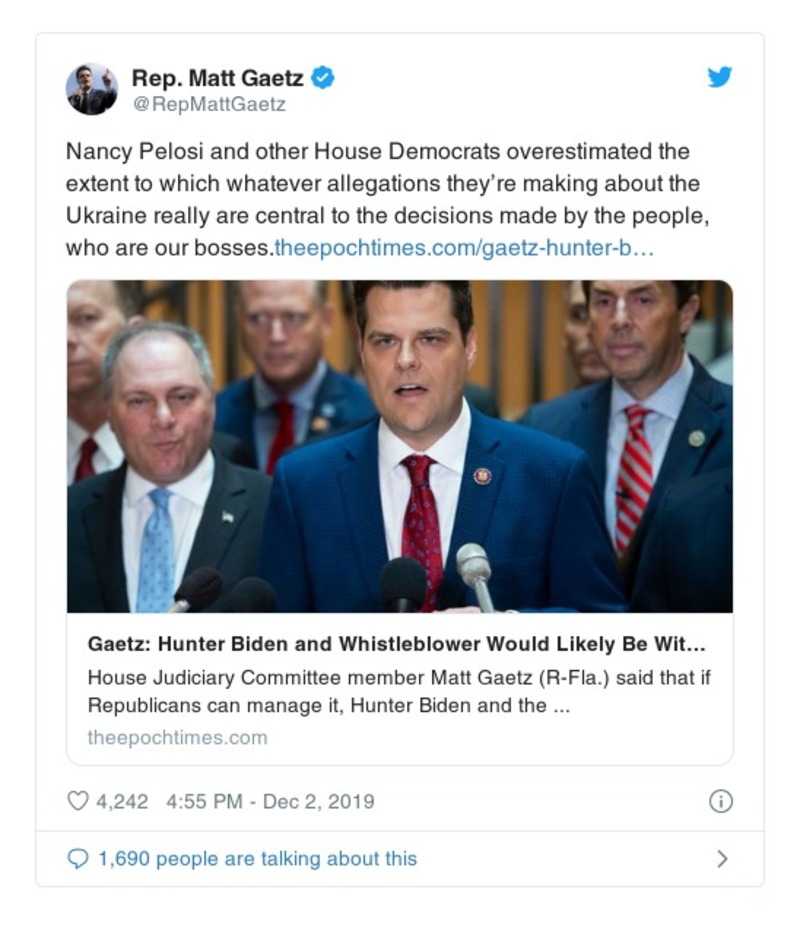 Rep. Matt Gaetz
@RepMattGaetz
Nancy Pelosi and other House Democrats overestimated the
extent to which whatever allegations they’re making about the
Ukraine really are central to the decisions made by the people,
who are our bosses.theepochtimes.com/gaetz-hunter-b…
Gaetz: Hunter Biden and Whistleblower Would Likely Be Wit...
House Judiciary Committee member Matt Gaetz (R-Fla.) said that if
Republicans can manage it, Hunter Biden and the ...
theepochtimes.com
4,242 4:55 PM - Dec 2, 2019
1,690 people are talking about this